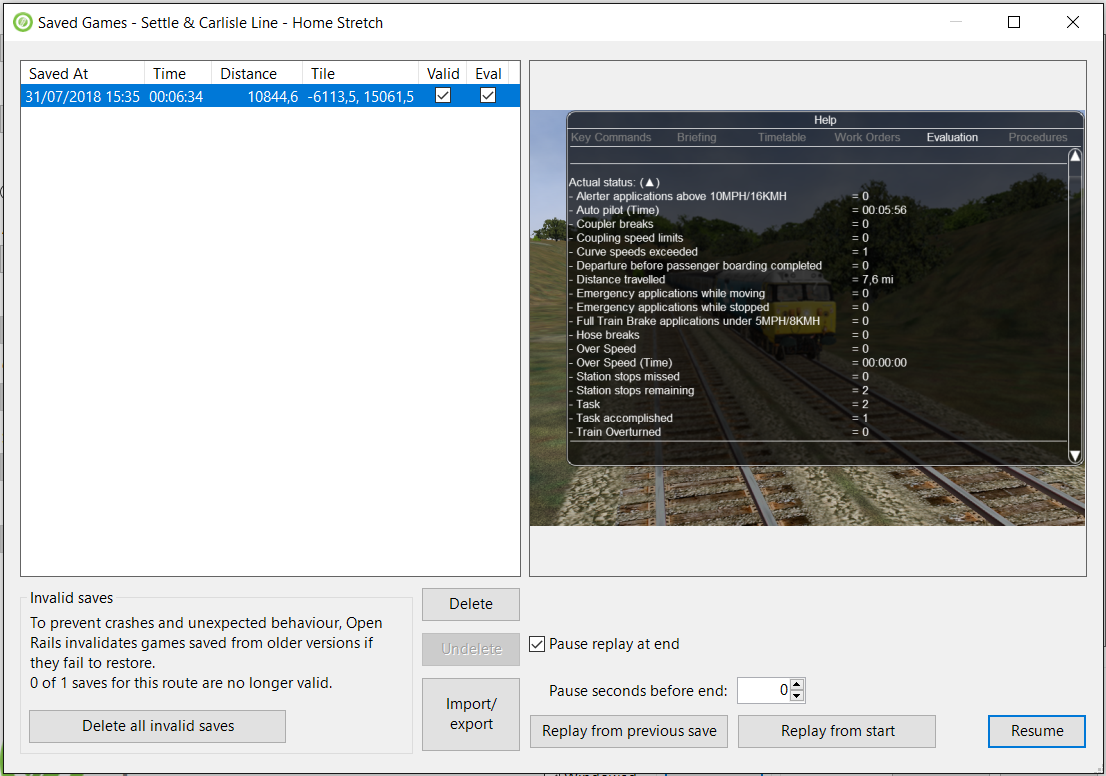 Saved Games - Settle & Carlisle Line - Home Stretch
Saved At Time Distance Tile Valid Eval
31/07/2018 15:35 00:06:34 10844,6 -6113,5, 15061,5
Help
Key Commands Briefing Timetable Work Orders Evaluation Procedures
Actual status: (▲)
- Alerter applications above 10MPH/16KMH = 0
- Auto pilot (Time) = 00:05:56
- Coupler breaks = 0
- Coupling speed limits = 0
- Curve speeds exceeded = 1
- Departure before passenger boarding completed = 0
- Distance travelled = 7,6 mi
- Emergency applications while moving = 0
- Emergency applications while stopped = 0
- Full Train Brake applications under 5MPH/8KMH = 0
- Hose breaks = 0
- Over Speed = 0
- Over Speed (Time) = 00:00:00
- Station stops missed = 0
- Station stops remaining = 2
- Task = 2
- Task accomplished = 1
- Train Overturned = 0
Invalid saves
To prevent crashes and unexpected behaviour, Open
Rails invalidates games saved from older versions if
they fail to restore.
0 of 1 saves for this route are no longer valid.
Delete all invalid saves
Delete
Undelete
Import/
export
Pause replay at end
Pause seconds before end: 0
Replay from previous save Replay from start Resume